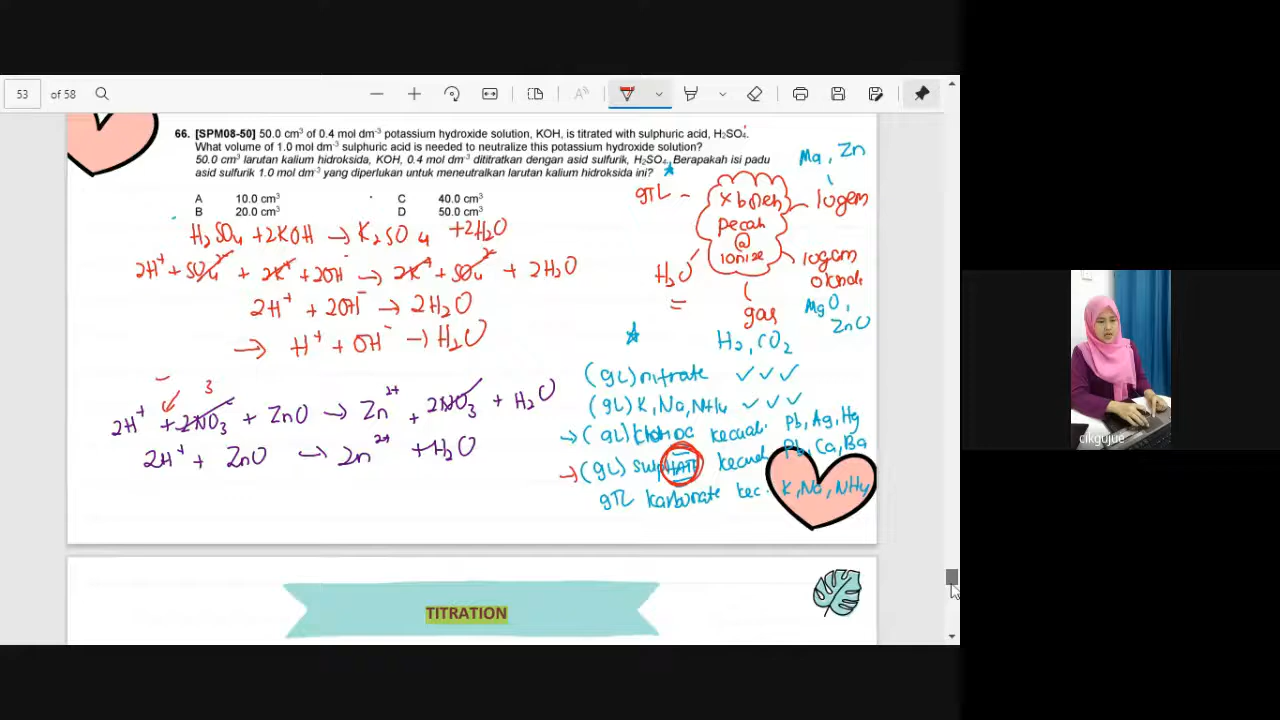 53 of 58
66. [SPM08-50] 50.0 cm³ of 0.4 mol dm⁻³ potassium hydroxide solution, KOH, is titrated with sulphuric acid, H₂SO₄.
What volume of 1.0 mol dm⁻³ sulphuric acid is needed to neutralize this potassium hydroxide solution?
50.0 cm³ larutan kalium hidroksida, KOH, 0.4 mol dm⁻³ dititratkan dengan asid sulfurik, H₂SO₄. Berapakah isi padu
asid sulfurik 1.0 mol dm⁻³ yang diperlukan untuk meneutralkan larutan kalium hidroksida ini?
A 10.0 cm³ C 40.0 cm³
B 20.0 cm³ D 50.0 cm³
H₂SO₄ + 2KOH → K₂SO₄ + 2H₂O
2H⁺ + SO₄²⁻ + 2K⁺ + 2OH⁻ → 2K⁺ + SO₄²⁻ + 2H₂O
2H⁺ + 2OH⁻ → 2H₂O
→ H⁺ + OH⁻ → H₂O
3
2H⁺ + 2NO₃ + ZnO → Zn²⁺ + 2NO₃ + H₂O
2H⁺ + ZnO → Zn²⁺ + H₂O
Mg, Zn
logam
gTL
x boleh
pecah
@
ionise
logam
oksida
MgO,
ZnO
H₂O
=
gas
H₂, CO₂
(gL) nitrate ✓✓✓
(gL) K, Na, NH₄ ✓✓✓
→ (gL) kecuali Pb, Ag, Hg
→ (gL) sulpHATE kecuali Pb, Ca, Ba
gTL karbonate kec. K, Na, NH₄
TITRATION
cikgujue